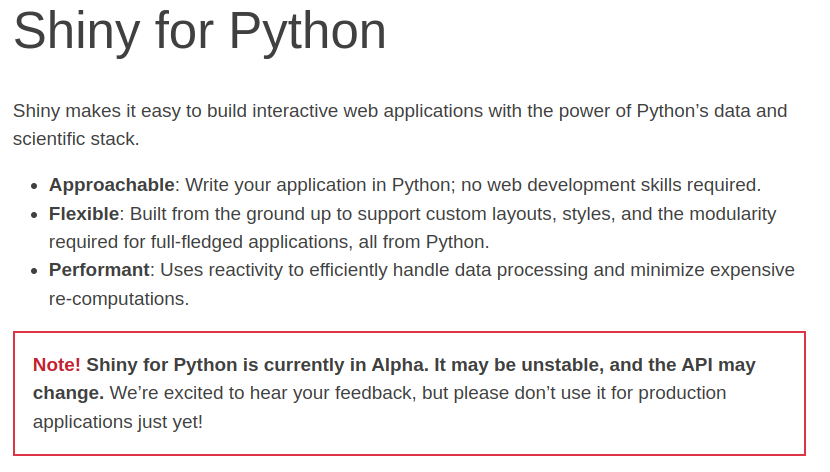 Shiny for Python
Shiny makes it easy to build interactive web applications with the power of Python’s data and
scientific stack.
• Approachable: Write your application in Python; no web development skills required.
• Flexible: Built from the ground up to support custom layouts, styles, and the modularity
required for full-fledged applications, all from Python.
• Performant: Uses reactivity to efficiently handle data processing and minimize expensive
re-computations.
Note! Shiny for Python is currently in Alpha. It may be unstable, and the API may
change. We’re excited to hear your feedback, but please don’t use it for production
applications just yet!